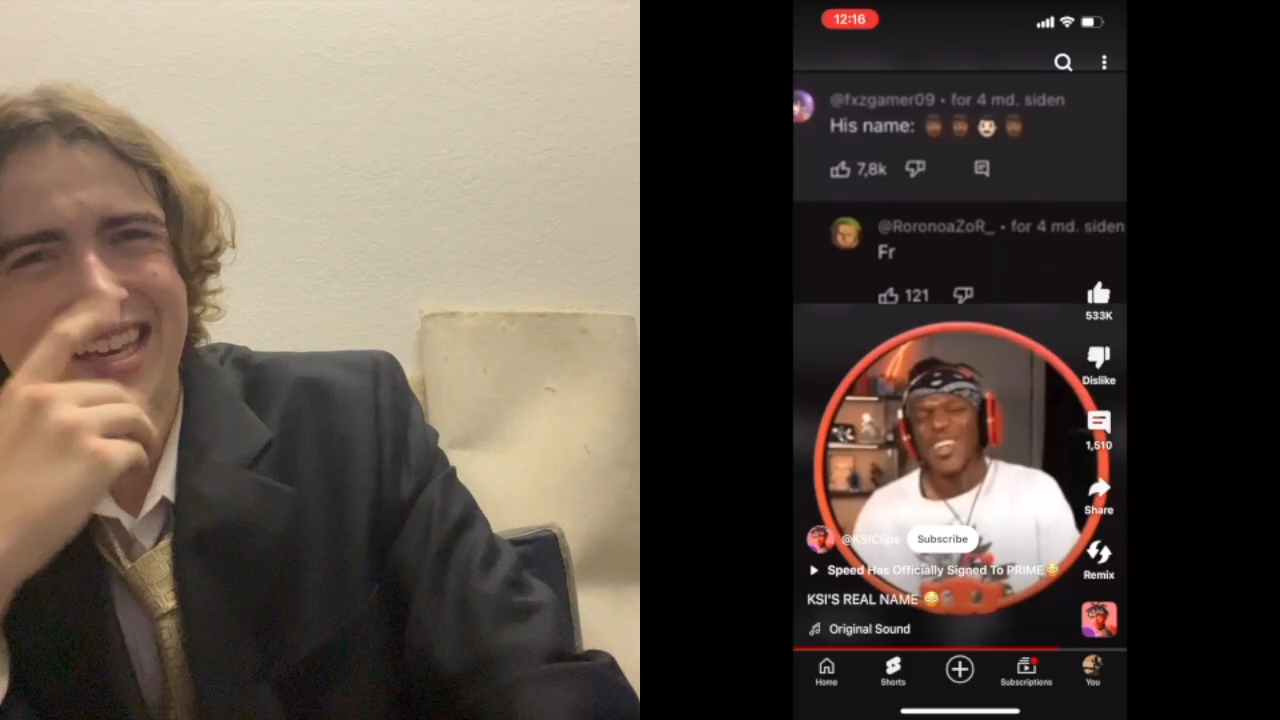 12:16
@fxzgamer09 • for 4 md. siden
His name:
7,8k
@RoronoaZoR_ • for 4 md. siden
Fr
121
533K
Dislike
1,510
Share
@KSIClips
Subscribe
Speed Has Officially Signed To PRIME
Remix
KSI'S REAL NAME
Original Sound
Home
Shorts
Subscriptions
You